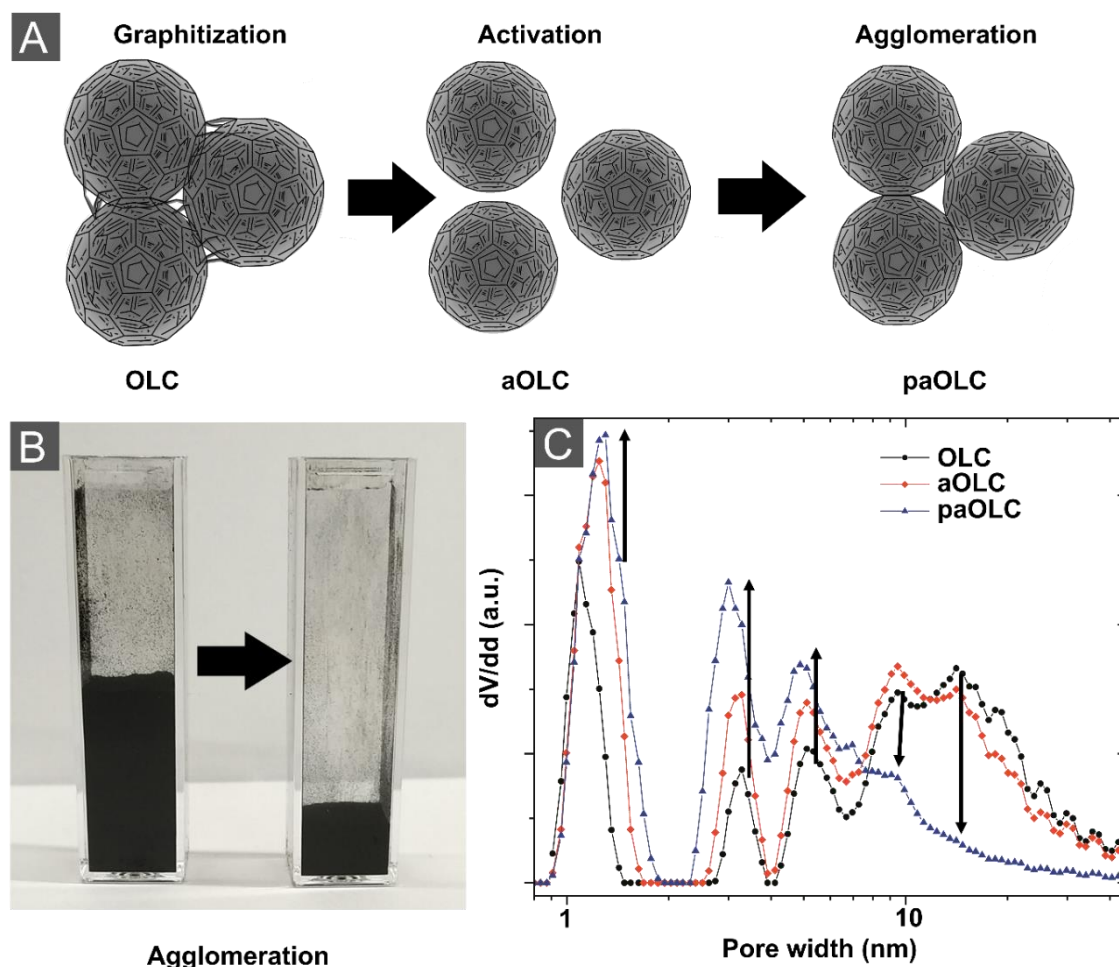 A
Graphitization
Activation
Agglomeration
OLC
aOLC
paOLC
B
Agglomeration
C
OLC
aOLC
paOLC
dV/dd (a.u.)
1
10
Pore width (nm)